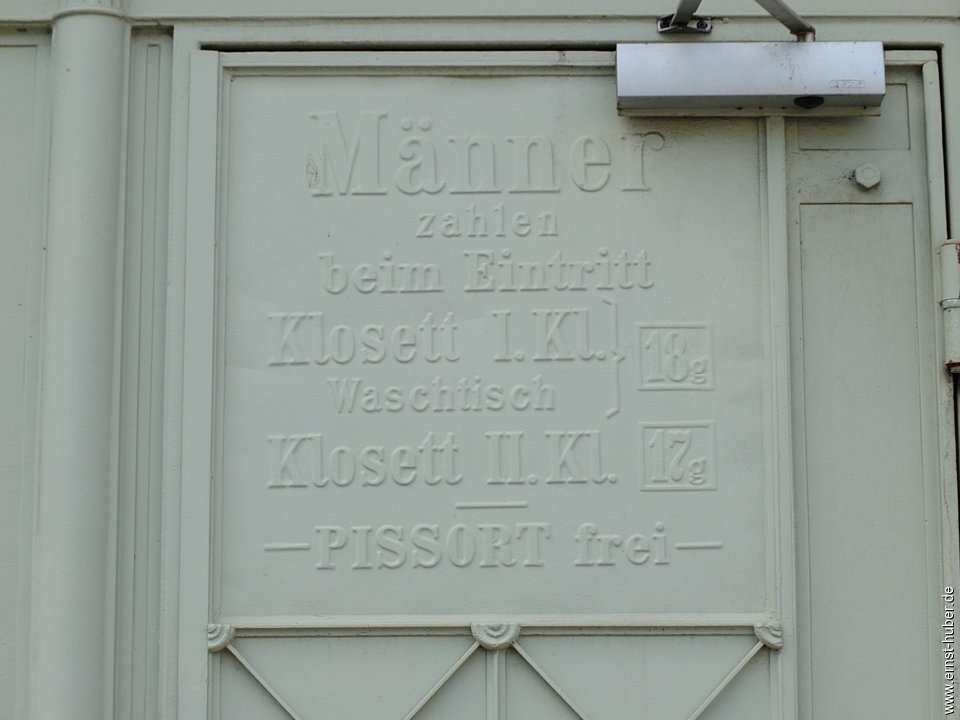 Männer
zahlen
beim Eintritt
Klosett I. Kl.
Waschtisch
18g
Klosett II. Kl. 17g
— PISSORT frei —
www.ernst-huber.de